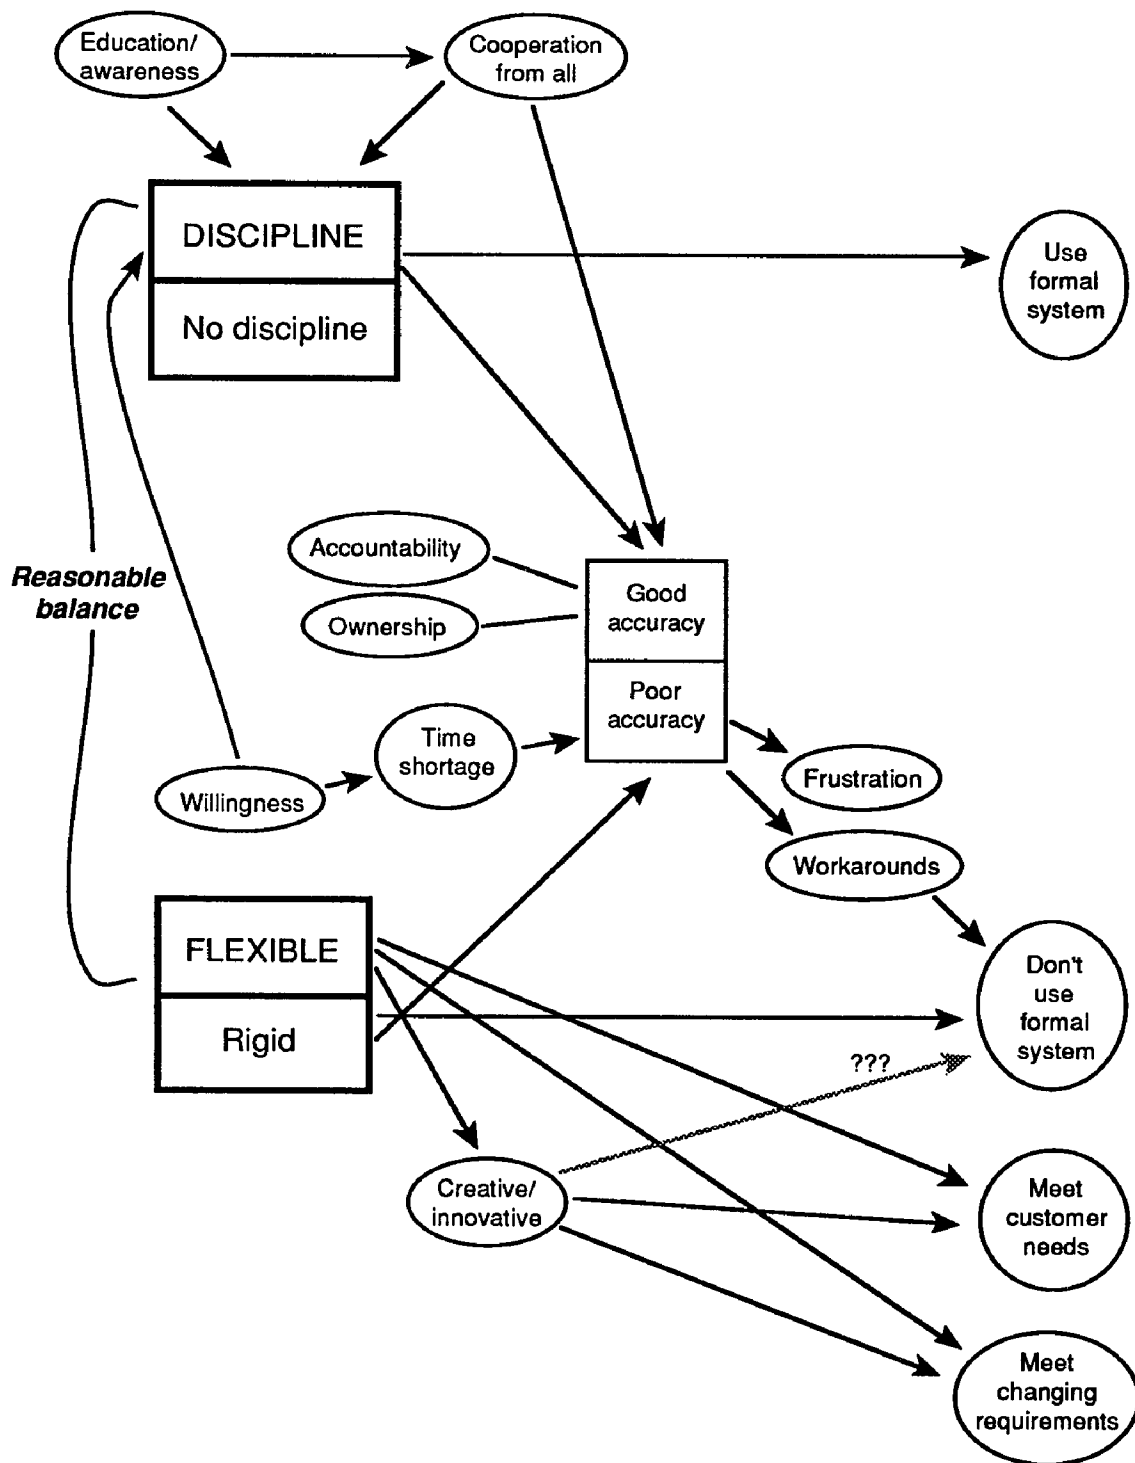 Education/
awareness
Cooperation
from all
DISCIPLINE
No discipline
Use
formal
system
Accountability
Ownership
Good
accuracy
Poor
accuracy
Reasonable
balance
Time
shortage
Willingness
Frustration
Workarounds
FLEXIBLE
Rigid
Don't
use
formal
system
???
Creative/
innovative
Meet
customer
needs
Meet
changing
requirements